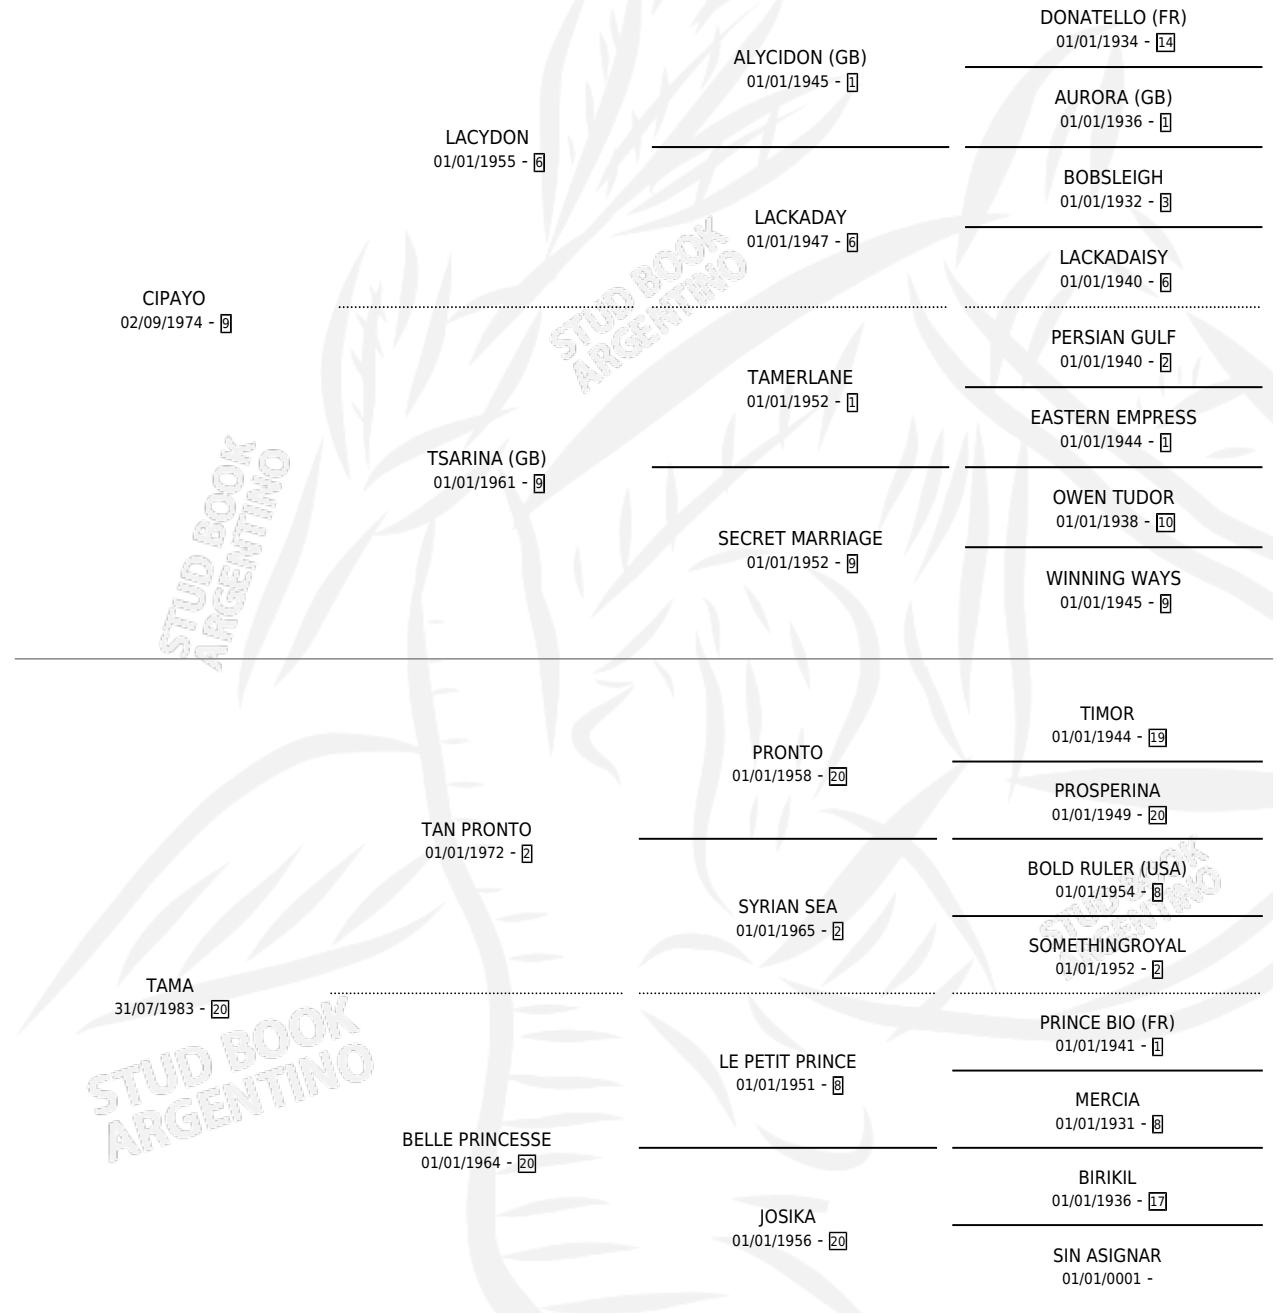 DONATELLO (FR)
01/01/1934 - 14
ALYCIDON (GB)
01/01/1945 - 1
AURORA (GB)
01/01/1936 - 1
LACYDON
01/01/1955 - 6
BOBSLEIGH
01/01/1932 - 3
LACKADAY
01/01/1947 - 6
LACKADAISY
01/01/1940 - 6
CIPAYO
02/09/1974 - 9
PERSIAN GULF
01/01/1940 - 2
TAMERLANE
01/01/1952 - 1
EASTERN EMPRESS
01/01/1944 - 1
TSARINA (GB)
01/01/1961 - 9
OWEN TUDOR
01/01/1938 - 10
SECRET MARRIAGE
01/01/1952 - 9
WINNING WAYS
01/01/1945 - 9
TIMOR
01/01/1944 - 19
PRONTO
01/01/1958 - 20
PROSPERINA
01/01/1949 - 20
TAN PRONTO
01/01/1972 - 2
BOLD RULER (USA)
01/01/1954 - 8
SYRIAN SEA
01/01/1965 - 2
SOMETHINGROYAL
01/01/1952 - 2
TAMA
31/07/1983 - 20
PRINCE BIO (FR)
01/01/1941 - 1
LE PETIT PRINCE
01/01/1951 - 8
MERCIA
01/01/1931 - 8
BELLE PRINCESSE
01/01/1964 - 20
BIRIKIL
01/01/1936 - 17
JOSIKA
01/01/1956 - 20
SIN ASIGNAR
01/01/0001 -
STUD BOOK
ARGENTINO
STUD BOOK
ARGENTINO
STUD BOOK
ARGENTINO
STUD BOOK
ARGENTINO